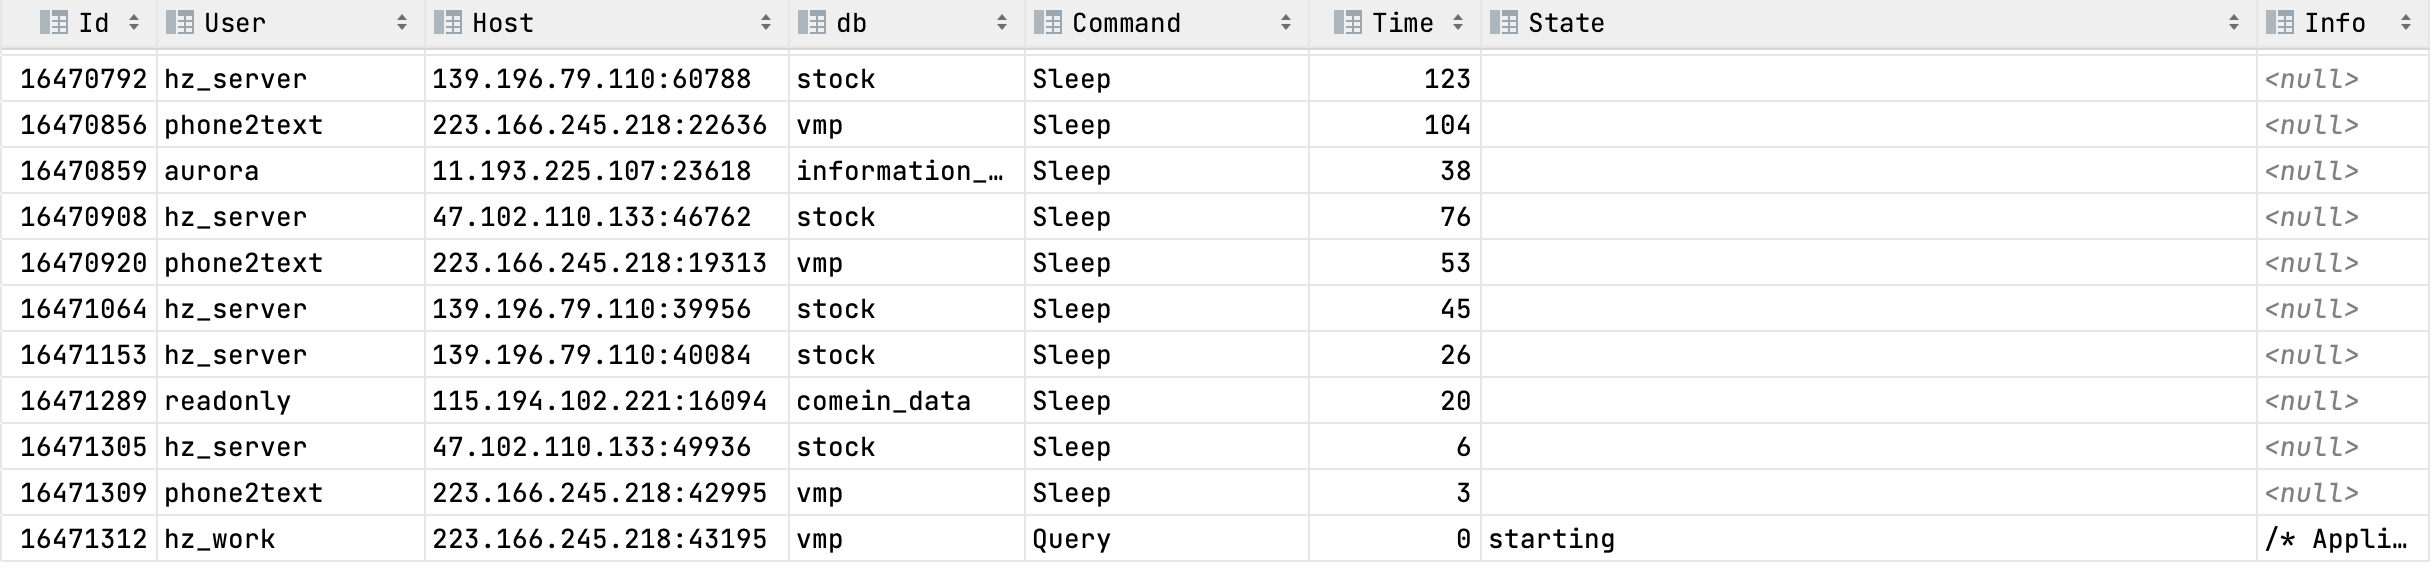 Id User Host db Command Time State Info
16470792 hz_server 139.196.79.110:60788 stock Sleep 123 <null>
16470856 phone2text 223.166.245.218:22636 vmp Sleep 104 <null>
16470859 aurora 11.193.225.107:23618 information_… Sleep 38 <null>
16470908 hz_server 47.102.110.133:46762 stock Sleep 76 <null>
16470920 phone2text 223.166.245.218:19313 vmp Sleep 53 <null>
16471064 hz_server 139.196.79.110:39956 stock Sleep 45 <null>
16471153 hz_server 139.196.79.110:40084 stock Sleep 26 <null>
16471289 readonly 115.194.102.221:16094 comein_data Sleep 20 <null>
16471305 hz_server 47.102.110.133:49936 stock Sleep 6 <null>
16471309 phone2text 223.166.245.218:42995 vmp Sleep 3 <null>
16471312 hz_work 223.166.245.218:43195 vmp Query 0 starting /* Appli…